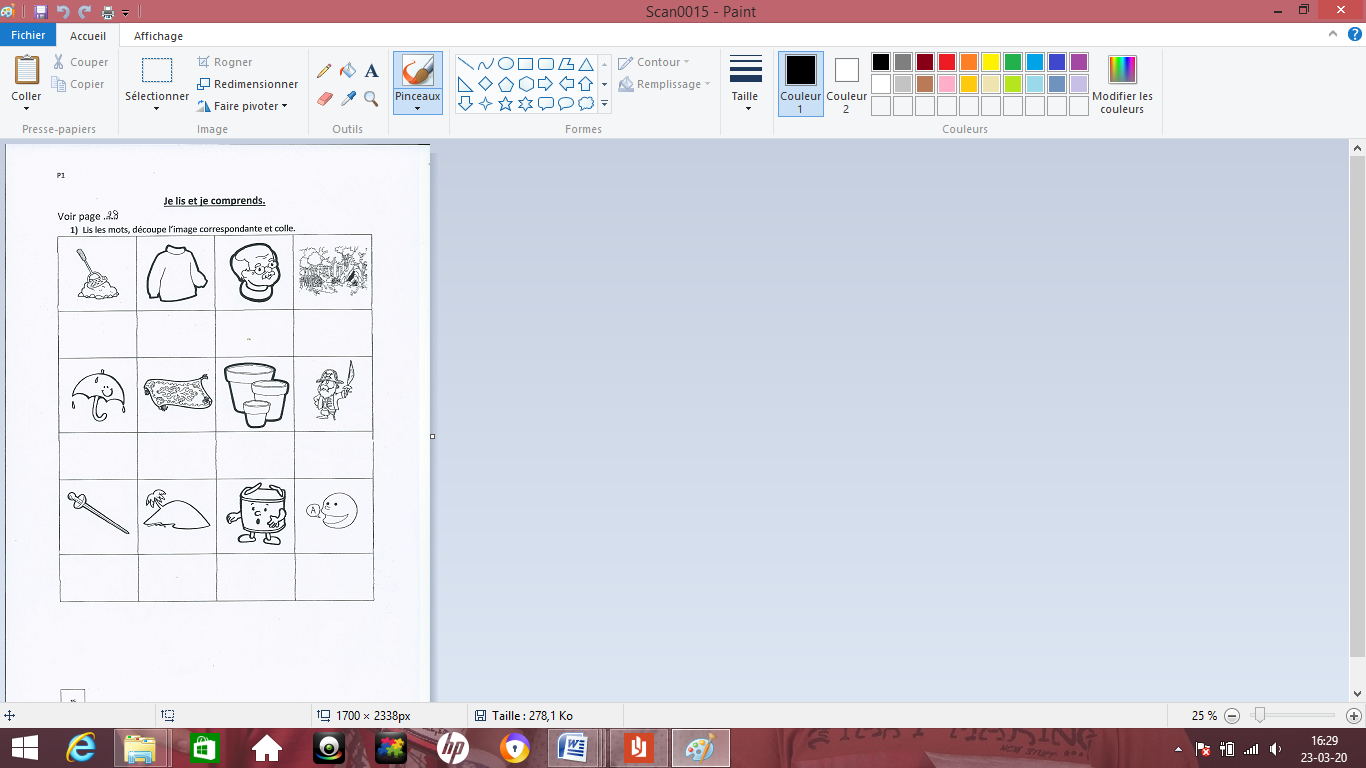 Scan0015 - Paint
Fichier
Accueil
Affichage
Coller
Couper
Copier
Presse-papiers
Sélectionner
Rogner
Redimensionner
Faire pivoter
Image
A
Outils
Pinceaux
Contour
Remplissage
Formes
Taille
Couleur
1
Couleur
2
Modifier les
couleurs
Couleurs
P1
Je lis et je comprends.
Voir page
1) Lis les mots, découpe l'image correspondante et colle.
A
1700 × 2338px
Taille : 278,1 Ko
25 %
hp
16:29
23-03-20